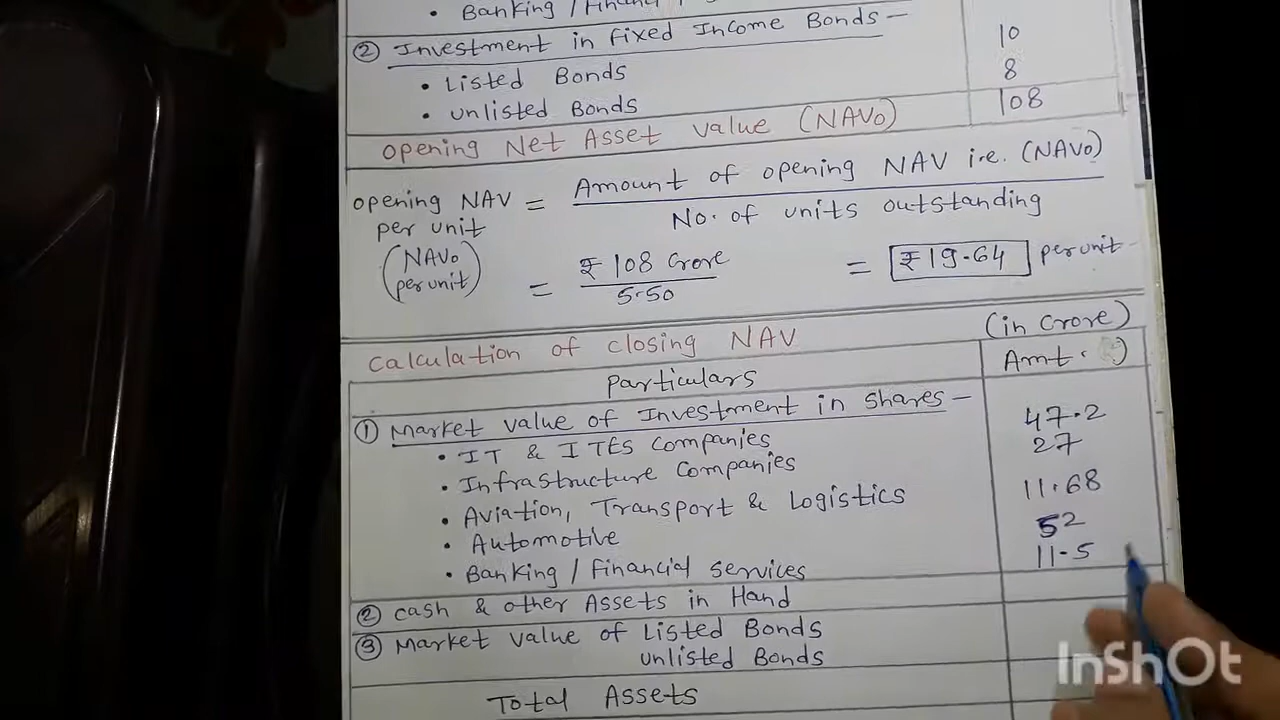 • Banking / Financi
② Investment in fixed Income Bonds —
• Listed Bonds 10
• unlisted Bonds 8
opening Net Asset value (NAV₀) 108
opening NAV per unit = Amount of opening NAV i.e. (NAV₀)
No. of units outstanding
(NAV₀ per unit) = ₹ 108 Crore
5.50
= ₹19.64 per unit
Calculation of closing NAV (in Crore)
particulars Amt.
① Market value of Investment in shares —
• IT & ITES Companies 47.2
• Infrastructure Companies 27
• Aviation, Transport & Logistics 11.68
• Automotive 52
• Banking / Financial services 11.5
② cash & other Assets in Hand
③ Market value of Listed Bonds
unlisted Bonds
Total Assets
InShOt